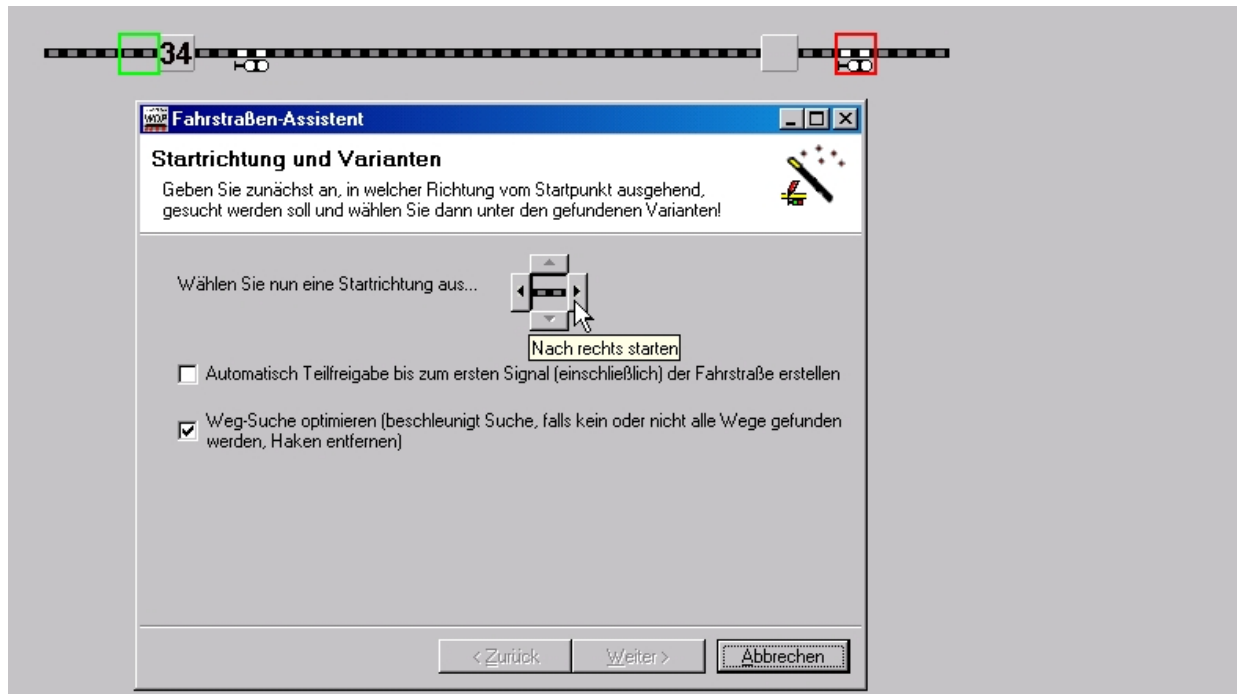 34
Fahrstraßen-Assistent
Startrichtung und Varianten
Geben Sie zunächst an, in welcher Richtung vom Startpunkt ausgehend,
gesucht werden soll und wählen Sie dann unter den gefundenen Varianten!
Wählen Sie nun eine Startrichtung aus...
Nach rechts starten
Automatisch Teilfreigabe bis zum ersten Signal (einschließlich) der Fahrstraße erstellen
Weg-Suche optimieren (beschleunigt Suche, falls kein oder nicht alle Wege gefunden
werden, Haken entfernen)
< Zurück Weiter > Abbrechen